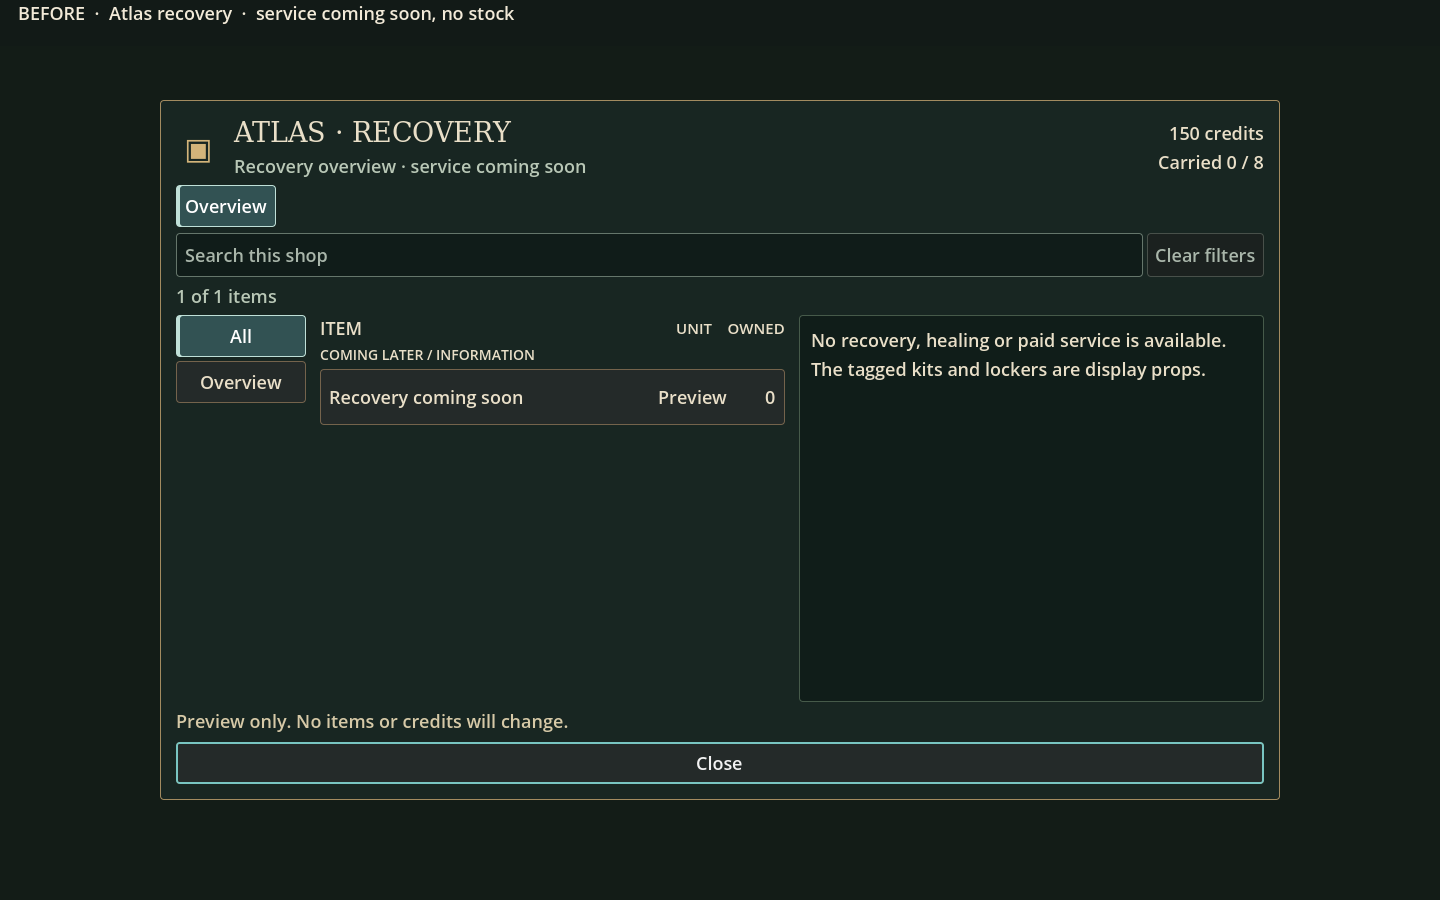 BEFORE · Atlas recovery · service coming soon, no stock
ATLAS · RECOVERY
Recovery overview · service coming soon
150 credits
Carried 0 / 8
Overview
Search this shop
Clear filters
1 of 1 items
All
Overview
ITEM UNIT OWNED
COMING LATER / INFORMATION
Recovery coming soon Preview 0
No recovery, healing or paid service is available.
The tagged kits and lockers are display props.
Preview only. No items or credits will change.
Close